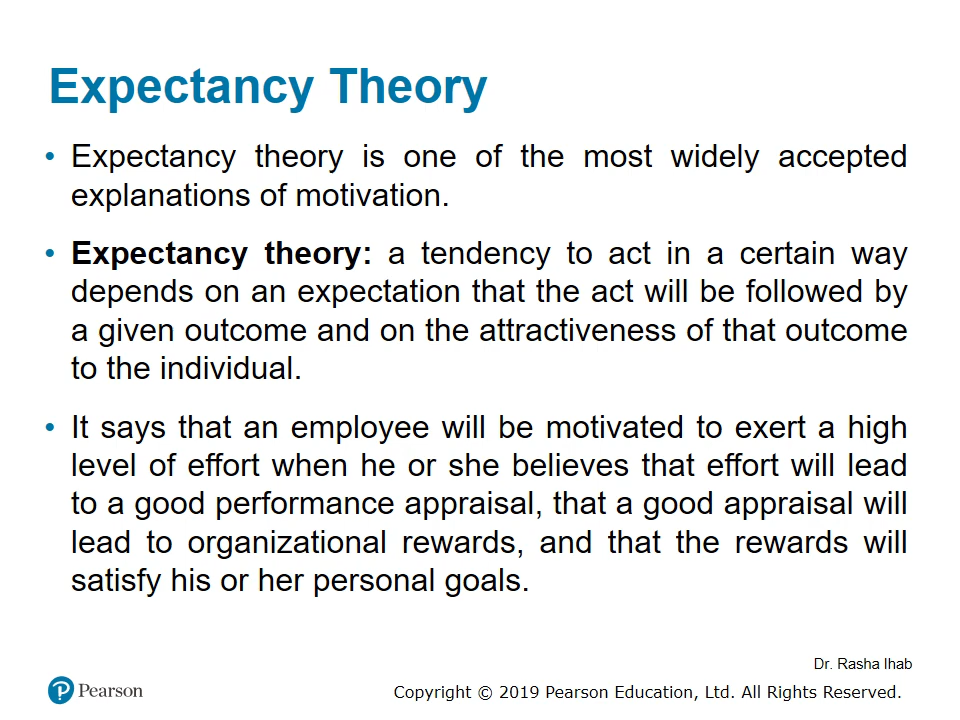 Expectancy Theory
• Expectancy theory is one of the most widely accepted
explanations of motivation.
• Expectancy theory: a tendency to act in a certain way
depends on an expectation that the act will be followed by
a given outcome and on the attractiveness of that outcome
to the individual.
• It says that an employee will be motivated to exert a high
level of effort when he or she believes that effort will lead
to a good performance appraisal, that a good appraisal will
lead to organizational rewards, and that the rewards will
satisfy his or her personal goals.
Dr. Rasha Ihab
Pearson
Copyright © 2019 Pearson Education, Ltd. All Rights Reserved.